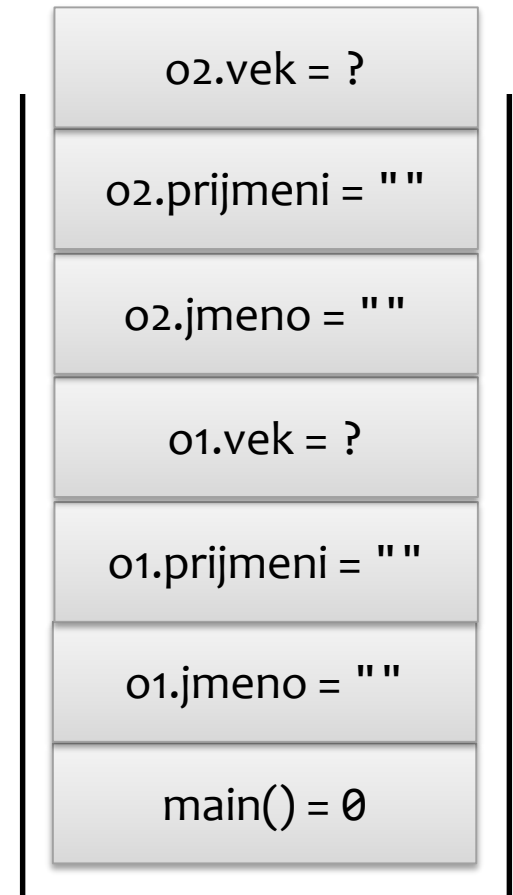 o2.vek = ?
o2.prijmeni = ""
o2.jmeno = ""
o1.vek = ?
o1.prijmeni = ""
o1.jmeno = ""
main() = 0